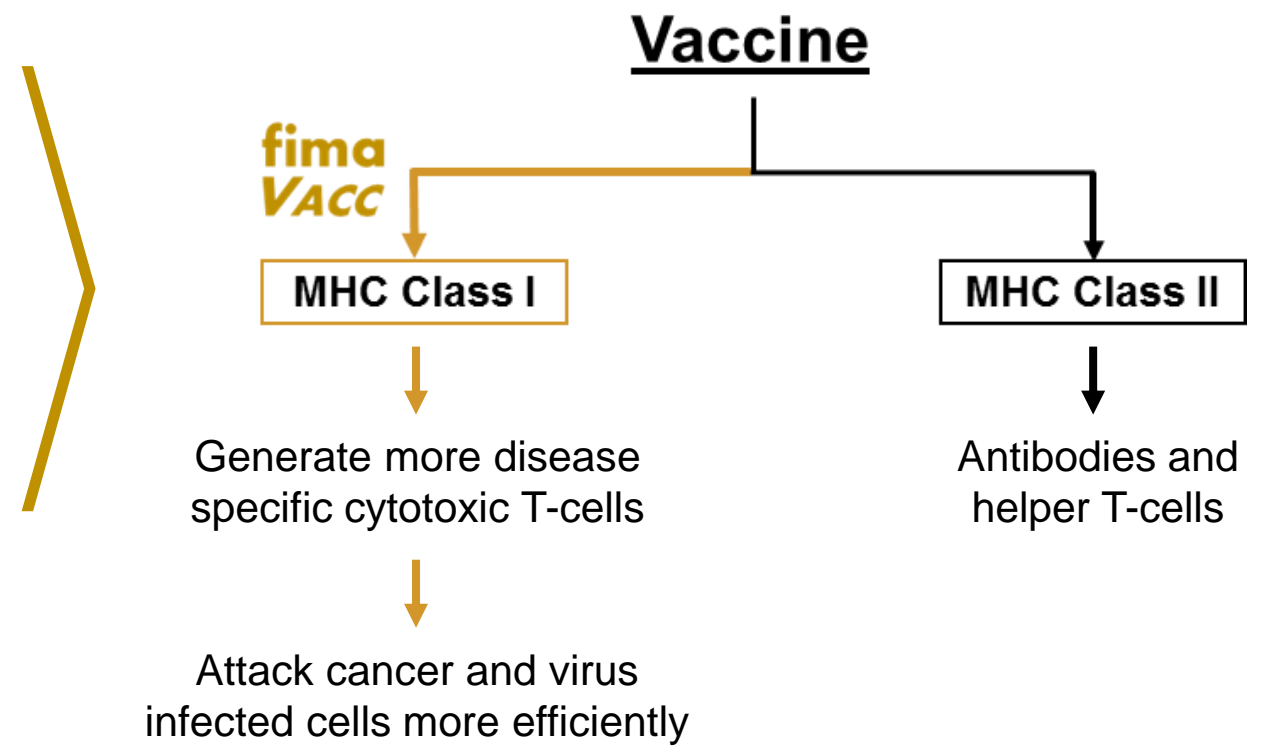 Vaccine
fima
VACC
MHC Class I
MHC Class II
Generate more disease
specific cytotoxic T-cells
Antibodies and
helper T-cells
Attack cancer and virus
infected cells more efficiently